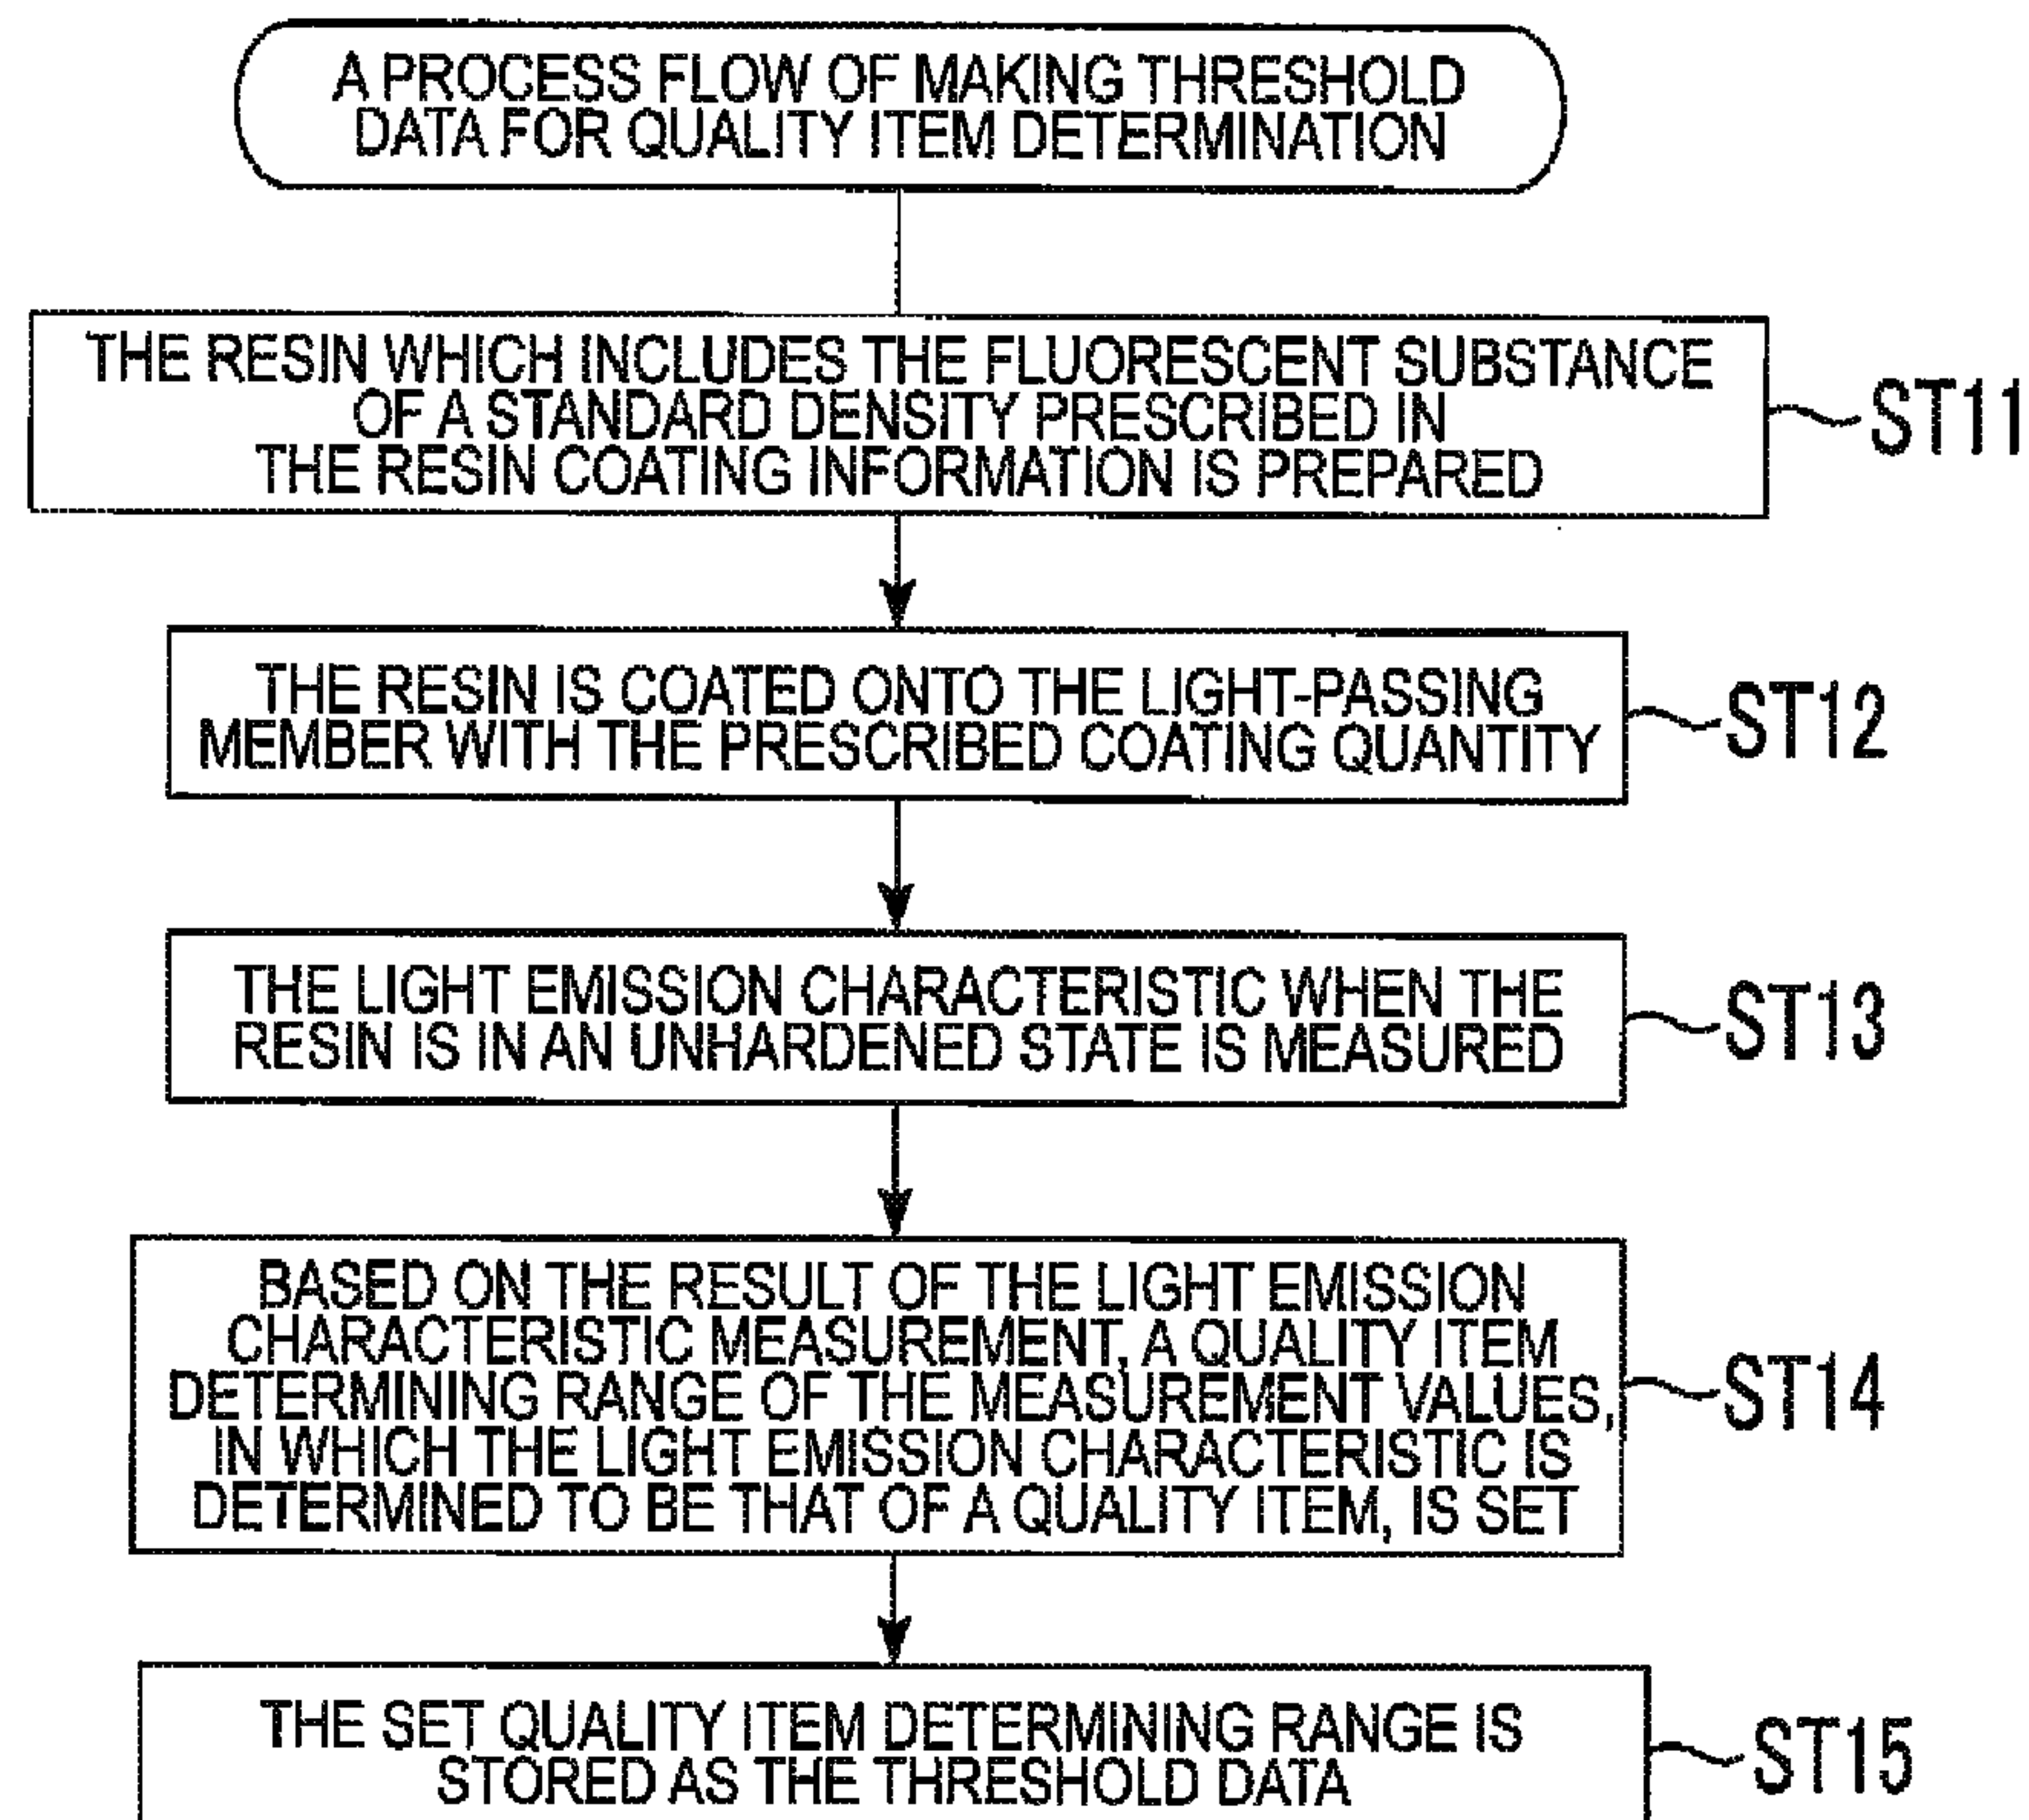 A PROCESS FLOW OF MAKING THRESHOLD
DATA FOR QUALITY ITEM DETERMINATION
THE RESIN WHICH INCLUDES THE FLUORESCENT SUBSTANCE
OF A STANDARD DENSITY PRESCRIBED IN
THE RESIN COATING INFORMATION IS PREPARED
ST11
THE RESIN IS COATED ONTO THE LIGHT-PASSING
MEMBER WITH THE PRESCRIBED COATING QUANTITY
ST12
THE LIGHT EMISSION CHARACTERISTIC WHEN THE
RESIN IS IN AN UNHARDENED STATE IS MEASURED
ST13
BASED ON THE RESULT OF THE LIGHT EMISSION
CHARACTERISTIC MEASUREMENT, A QUALITY ITEM
DETERMINING RANGE OF THE MEASUREMENT VALUES,
IN WHICH THE LIGHT EMISSION CHARACTERISTIC IS
DETERMINED TO BE THAT OF A QUALITY ITEM, IS SET
ST14
THE SET QUALITY ITEM DETERMINING RANGE IS
STORED AS THE THRESHOLD DATA
ST15